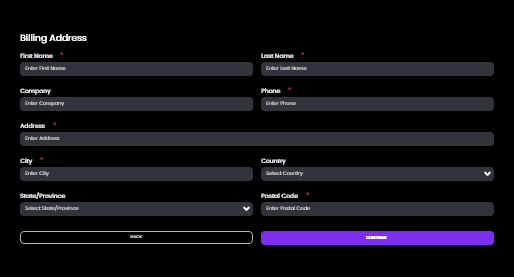 Billing Address
First Name *
Last Name *
Enter First Name
Enter Last Name
Company
Phone *
Enter Company
Enter Phone
Address *
Enter Address
City *
Country
Enter City
Select Country
State/Province
Postal Code *
Select State/Province
Enter Postal Code
BACK
CONTINUE